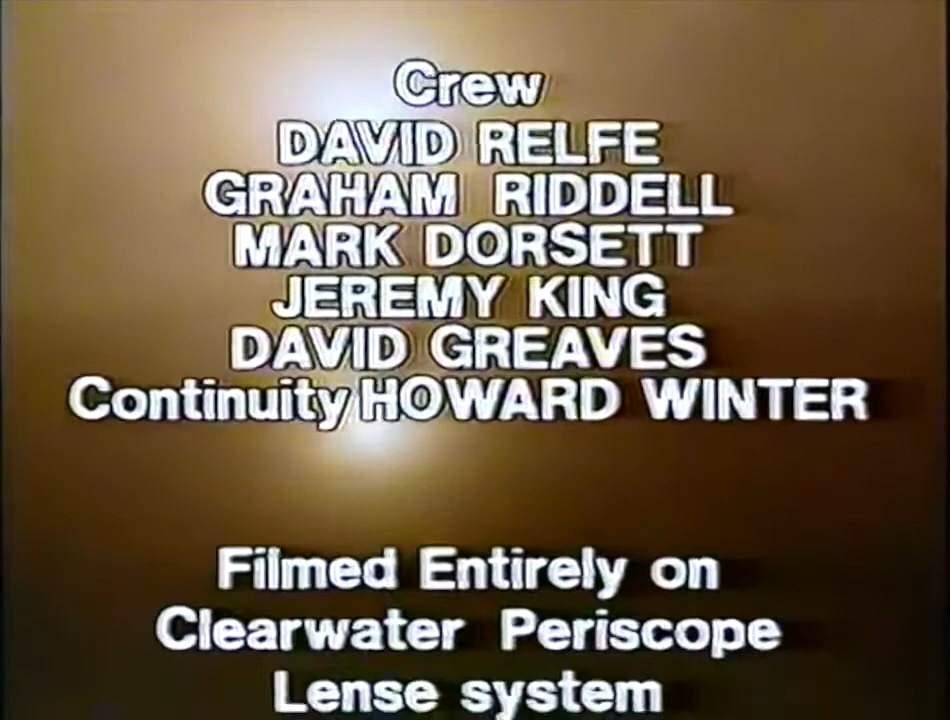 Crew
DAVID RELFE
GRAHAM RIDDELL
MARK DORSETT
JEREMY KING
DAVID GREAVES
Continuity HOWARD WINTER
Filmed Entirely on
Clearwater Periscope
Lense system